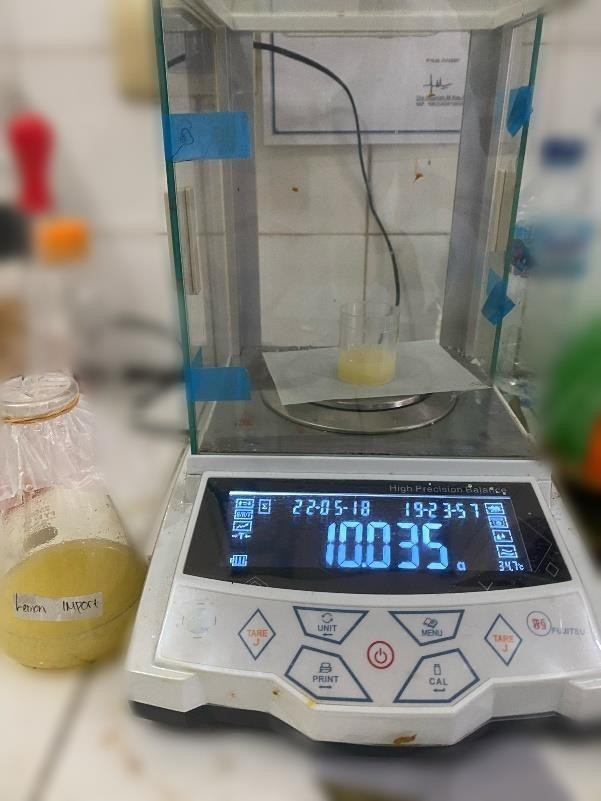 High Precision Balance
22-05-18 19-23-57
10.035 g
34.7°C
TARE
UNIT
MENU
TARE
FUJITSU
PRINT
CAL
Lemon IMPORT